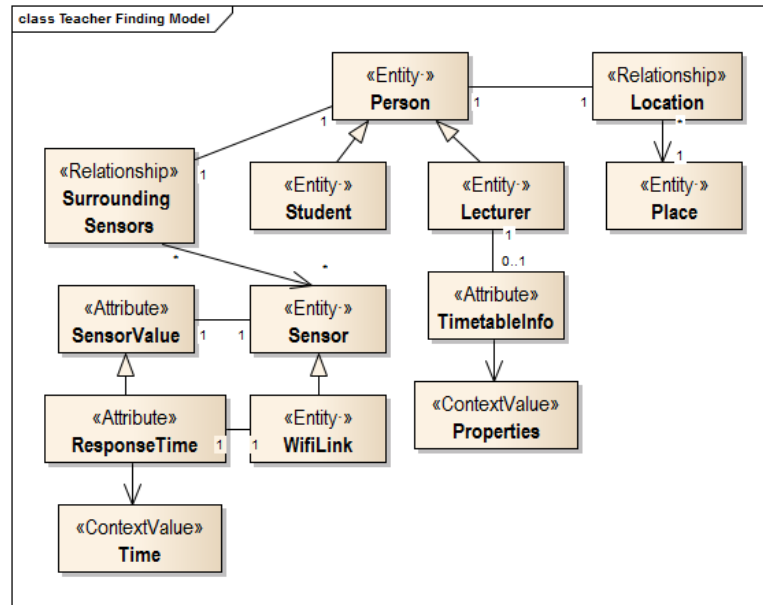 class Teacher Finding Model
«Entity·»
Person
1
1
1
«Relationship»
Location
1
*
1
«Entity·»
Place
«Relationship»
Surrounding
Sensors
1
*
«Entity·»
Student
«Entity·»
Lecturer
1
0..1
«Attribute»
TimetableInfo
«ContextValue»
Properties
*
«Attribute»
SensorValue
1
1
«Entity·»
Sensor
«Attribute»
ResponseTime
1
1
«Entity·»
WifiLink
«ContextValue»
Time